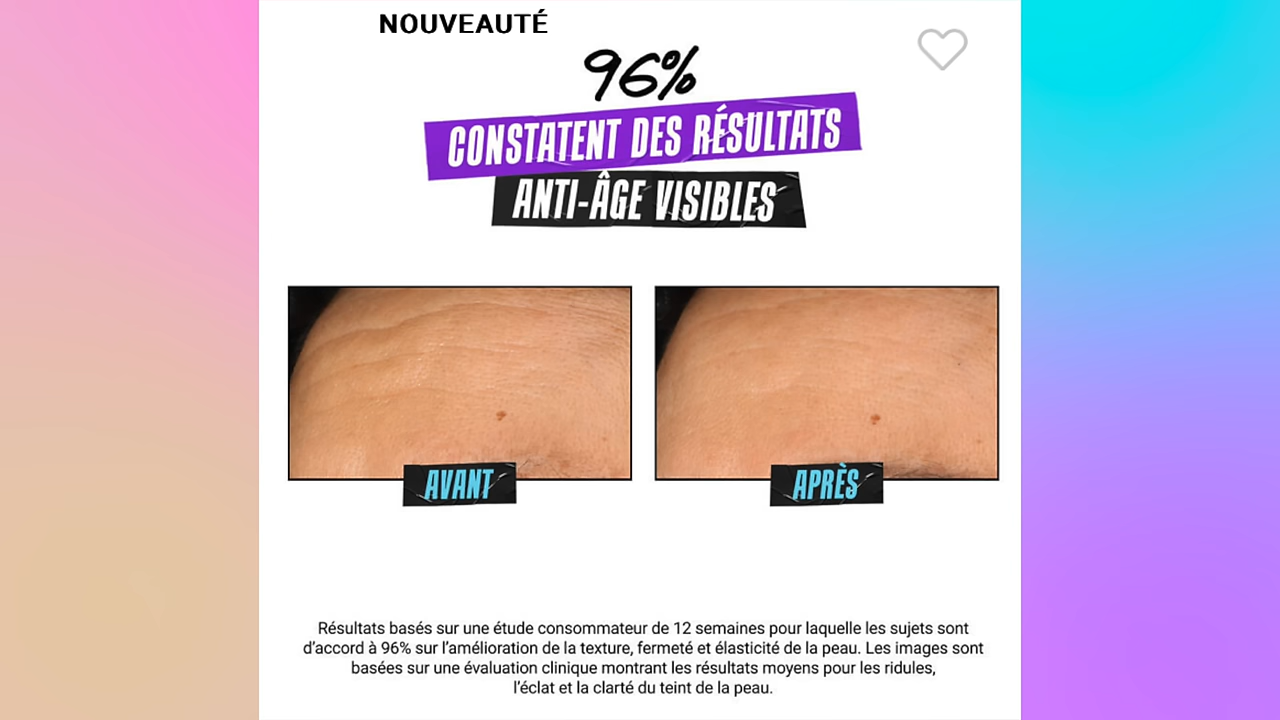 NOUVEAUTÉ
96%
CONSTATENT DES RÉSULTATS
ANTI-ÂGE VISIBLES
AVANT
APRÈS
Résultats basés sur une étude consommateur de 12 semaines pour laquelle les sujets sont
d’accord à 96% sur l’amélioration de la texture, fermeté et élasticité de la peau. Les images sont
basées sur une évaluation clinique montrant les résultats moyens pour les ridules,
l’éclat et la clarté du teint de la peau.